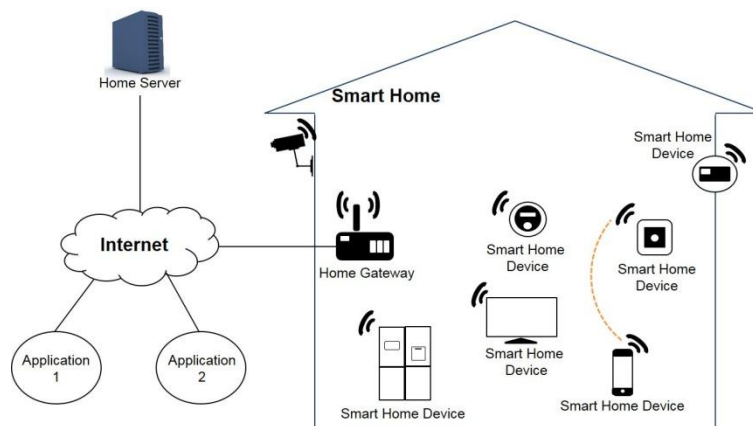 Home Server
Smart Home
Smart Home
Device
Internet
Home Gateway
Smart Home
Device
Smart Home
Device
Application
1
Application
2
Smart Home
Device
Smart Home Device
Smart Home Device